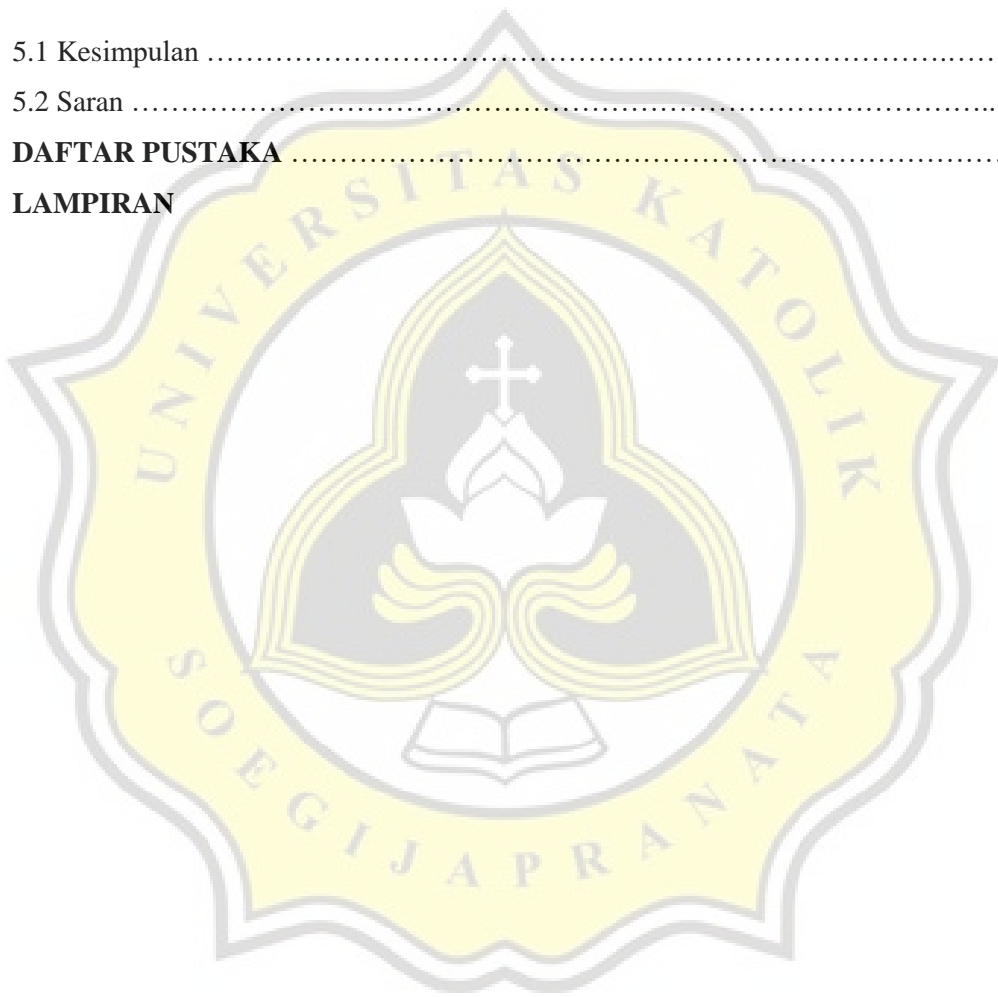 5.1 Kesimpulan …………………………………………………………………..……
5.2 Saran ……………………………………………………………………………..
DAFTAR PUSTAKA ………………………………………………………………
LAMPIRAN
UNIVERSITAS KATOLIK
SOEGIJAPRANATA